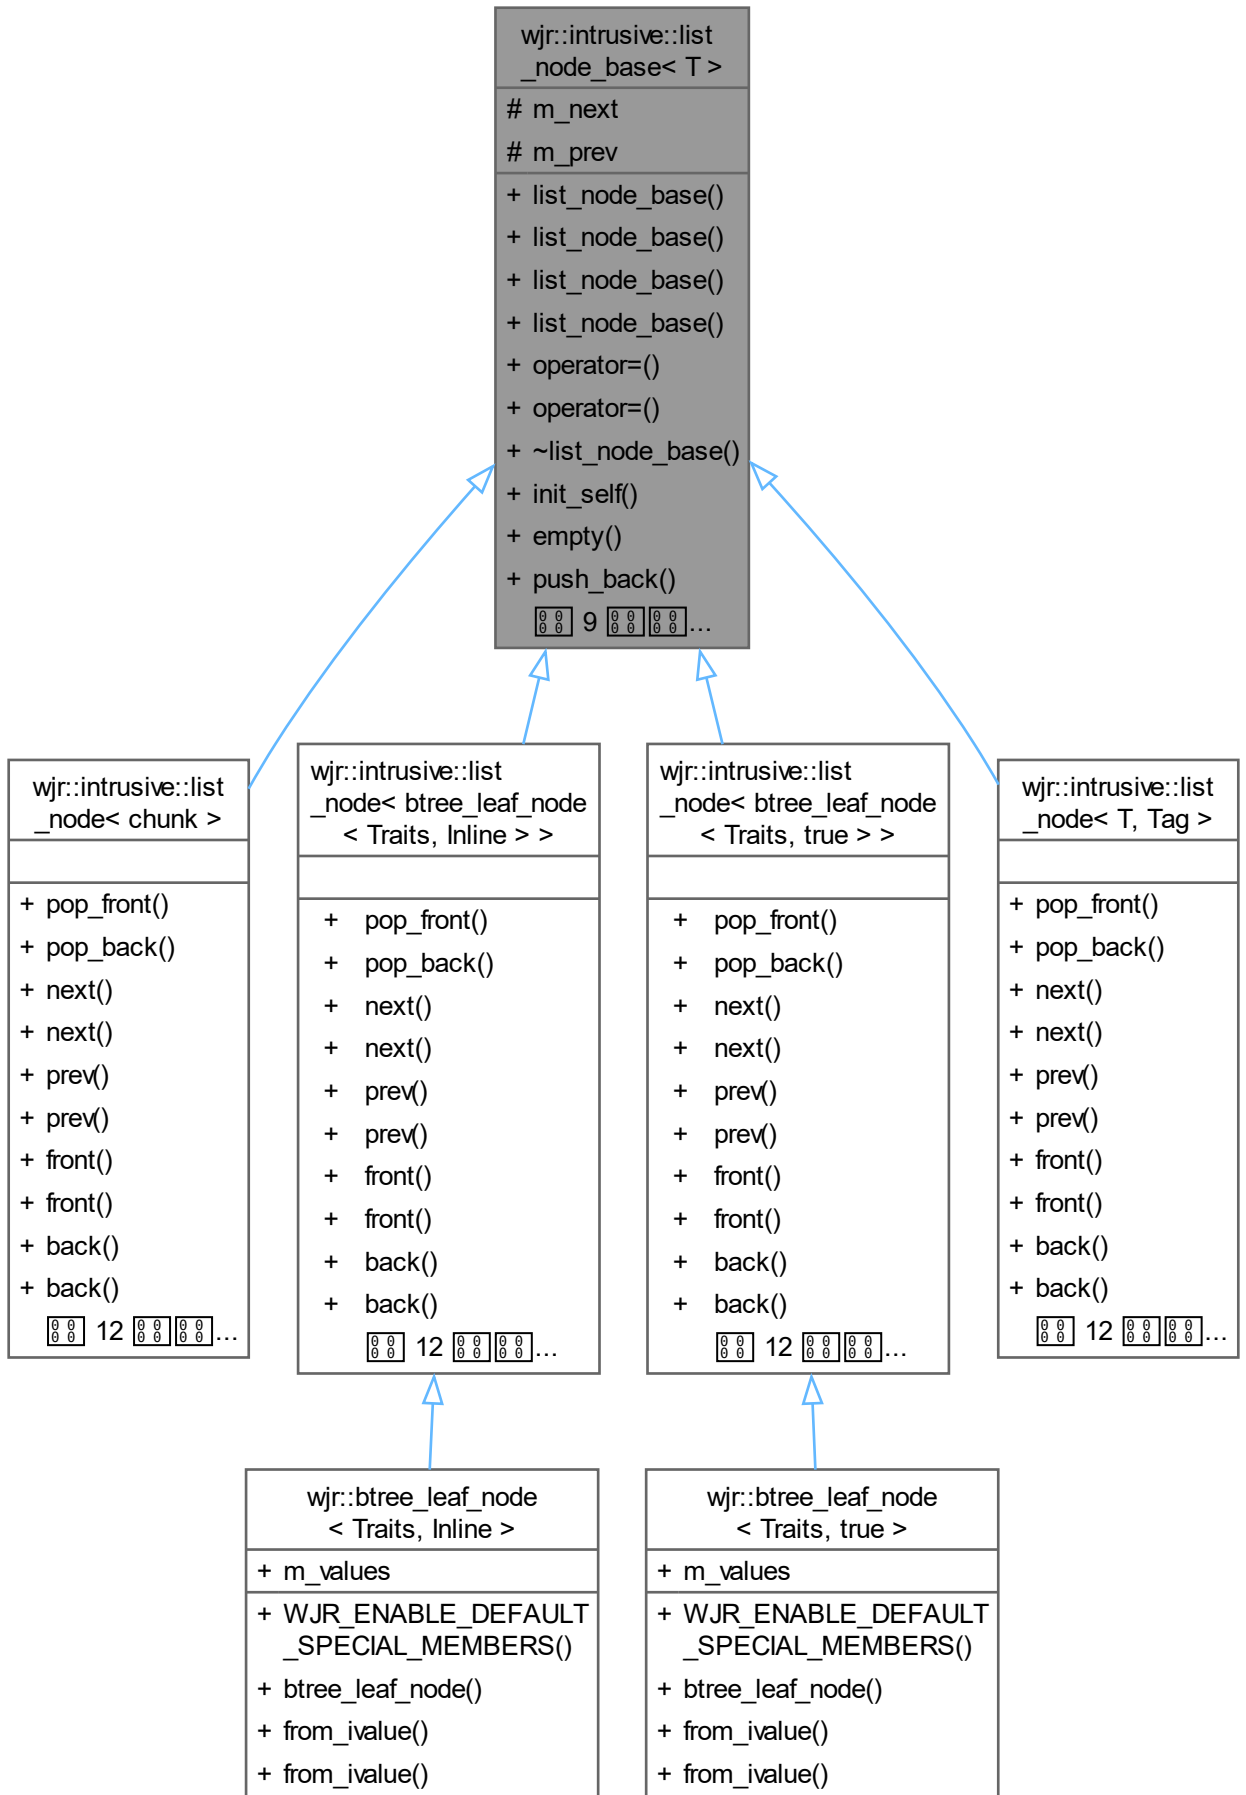 wjr::intrusive::list
_node_base< T >
# m_next
# m_prev
+ list_node_base()
+ list_node_base()
+ list_node_base()
+ list_node_base()
+ operator=()
+ operator=()
+ ~list_node_base()
+ init_self()
+ empty()
+ push_back()
9 ...
wjr::intrusive::list
_node< chunk >
+ pop_front()
+ pop_back()
+ next()
+ next()
+ prev()
+ prev()
+ front()
+ front()
+ back()
+ back()
12 ...
wjr::intrusive::list
_node< btree_leaf_node
< Traits, Inline > >
+ pop_front()
+ pop_back()
+ next()
+ next()
+ prev()
+ prev()
+ front()
+ front()
+ back()
+ back()
12 ...
wjr::intrusive::list
_node< btree_leaf_node
< Traits, true > >
+ pop_front()
+ pop_back()
+ next()
+ next()
+ prev()
+ prev()
+ front()
+ front()
+ back()
+ back()
12 ...
wjr::intrusive::list
_node< T, Tag >
+ pop_front()
+ pop_back()
+ next()
+ next()
+ prev()
+ prev()
+ front()
+ front()
+ back()
+ back()
12 ...
wjr::btree_leaf_node
< Traits, Inline >
+ m_values
+ WJR_ENABLE_DEFAULT
_SPECIAL_MEMBERS()
+ btree_leaf_node()
+ from_ivalue()
+ from_ivalue()
wjr::btree_leaf_node
< Traits, true >
+ m_values
+ WJR_ENABLE_DEFAULT
_SPECIAL_MEMBERS()
+ btree_leaf_node()
+ from_ivalue()
+ from_ivalue()